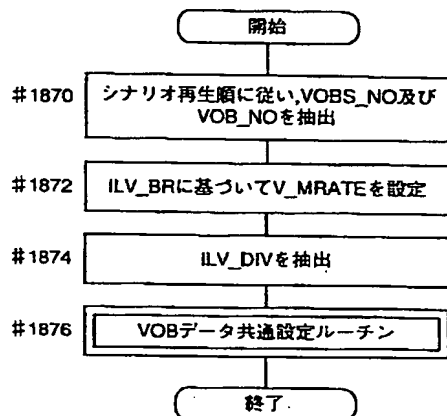 開始
#1870
シナリオ再生順に従い,VOBS_NO及び
VOB_NOを抽出
#1872
ILV_BRに基づいてV_MRATEを設定
#1874
ILV_DIVを抽出
#1876
VOBデータ共通設定ルーチン
終了